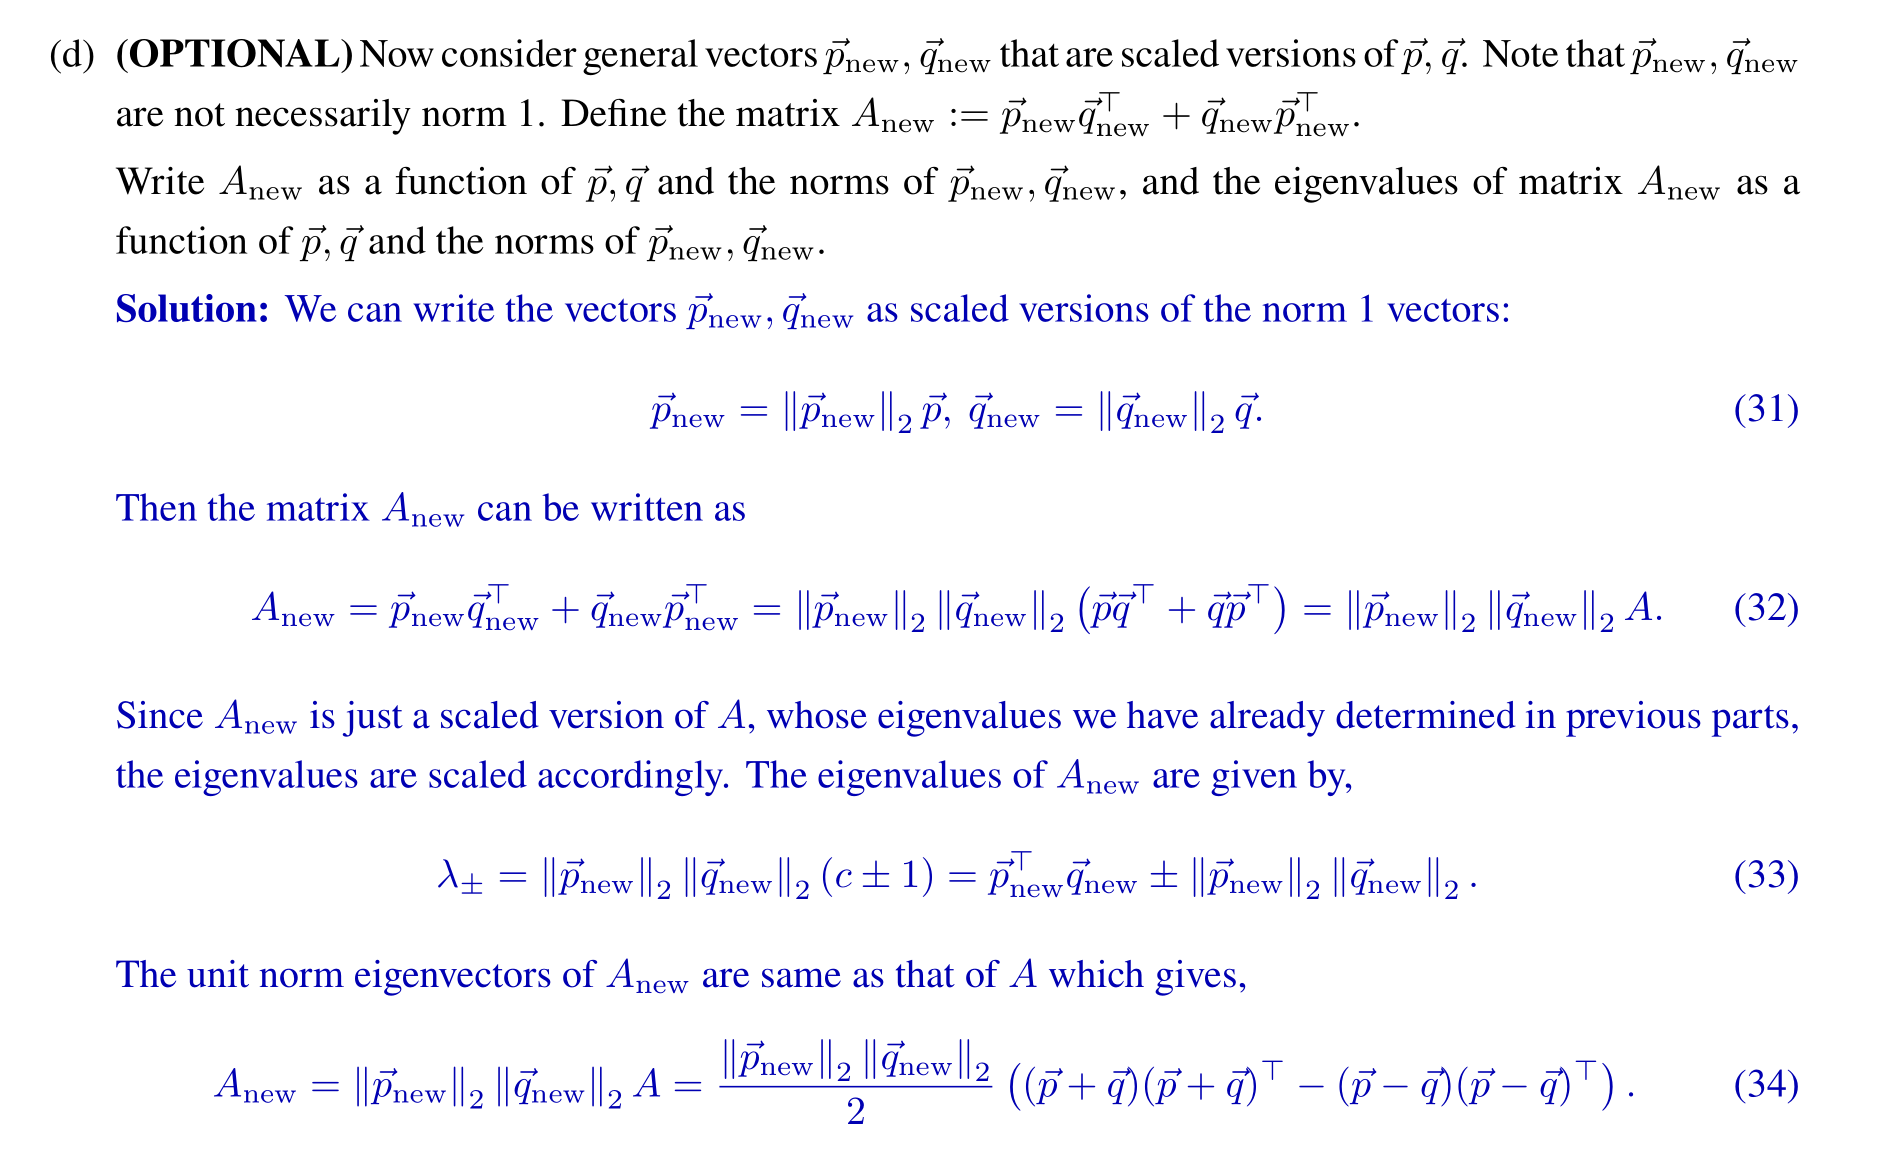 (d) (OPTIONAL) Now consider general vectors $\vec{p}_{\text{new}}, \vec{q}_{\text{new}}$ that are scaled versions of $\vec{p}, \vec{q}$. Note that $\vec{p}_{\text{new}}, \vec{q}_{\text{new}}$
are not necessarily norm 1. Define the matrix $A_{\text{new}} := \vec{p}_{\text{new}}\vec{q}_{\text{new}}^\top + \vec{q}_{\text{new}}\vec{p}_{\text{new}}^\top$.
Write $A_{\text{new}}$ as a function of $\vec{p}, \vec{q}$ and the norms of $\vec{p}_{\text{new}}, \vec{q}_{\text{new}}$, and the eigenvalues of matrix $A_{\text{new}}$ as a
function of $\vec{p}, \vec{q}$ and the norms of $\vec{p}_{\text{new}}, \vec{q}_{\text{new}}$.
Solution: We can write the vectors $\vec{p}_{\text{new}}, \vec{q}_{\text{new}}$ as scaled versions of the norm 1 vectors:
$\vec{p}_{\text{new}} = \|\vec{p}_{\text{new}}\|_2 \vec{p}, \ \vec{q}_{\text{new}} = \|\vec{q}_{\text{new}}\|_2 \vec{q}.$ (31)
Then the matrix $A_{\text{new}}$ can be written as
$A_{\text{new}} = \vec{p}_{\text{new}}\vec{q}_{\text{new}}^\top + \vec{q}_{\text{new}}\vec{p}_{\text{new}}^\top = \|\vec{p}_{\text{new}}\|_2 \|\vec{q}_{\text{new}}\|_2 (\vec{p}\vec{q}^\top + \vec{q}\vec{p}^\top) = \|\vec{p}_{\text{new}}\|_2 \|\vec{q}_{\text{new}}\|_2 A.$ (32)
Since $A_{\text{new}}$ is just a scaled version of $A$, whose eigenvalues we have already determined in previous parts,
the eigenvalues are scaled accordingly. The eigenvalues of $A_{\text{new}}$ are given by,
$\lambda_\pm = \|\vec{p}_{\text{new}}\|_2 \|\vec{q}_{\text{new}}\|_2 (c \pm 1) = \vec{p}_{\text{new}}^\top\vec{q}_{\text{new}} \pm \|\vec{p}_{\text{new}}\|_2 \|\vec{q}_{\text{new}}\|_2.$ (33)
The unit norm eigenvectors of $A_{\text{new}}$ are same as that of $A$ which gives,
$A_{\text{new}} = \|\vec{p}_{\text{new}}\|_2 \|\vec{q}_{\text{new}}\|_2 A = \frac{\|\vec{p}_{\text{new}}\|_2 \|\vec{q}_{\text{new}}\|_2}{2} \left((\vec{p} + \vec{q})(\vec{p} + \vec{q})^\top - (\vec{p} - \vec{q})(\vec{p} - \vec{q})^\top\right).$ (34)